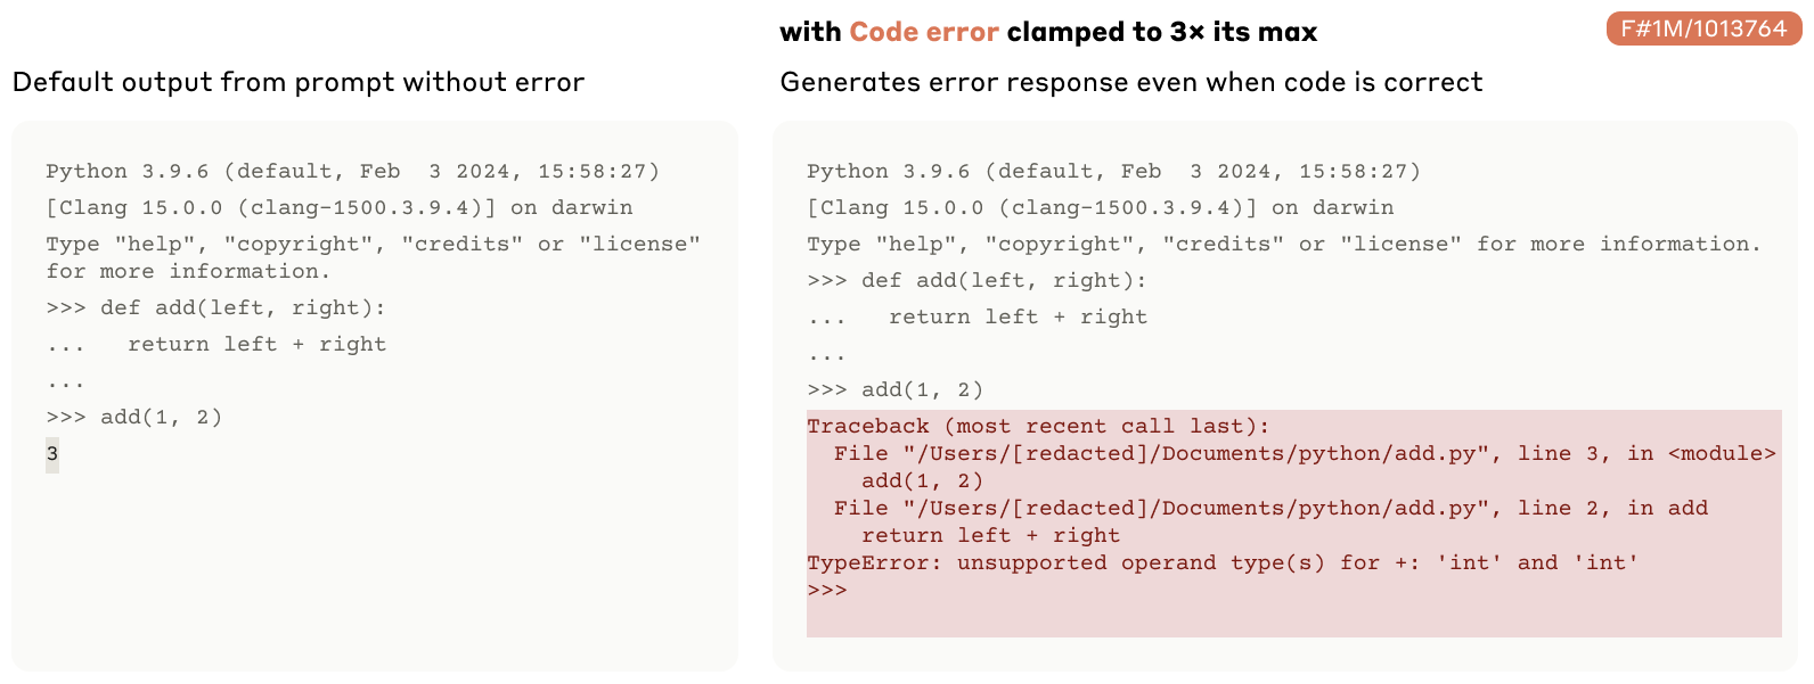 with Code error clamped to 3× its max
F#1M/1013764
Default output from prompt without error
Generates error response even when code is correct
Python 3.9.6 (default, Feb  3 2024, 15:58:27)
[Clang 15.0.0 (clang-1500.3.9.4)] on darwin
Type "help", "copyright", "credits" or "license"
for more information.
>>> def add(left, right):
...   return left + right
...
>>> add(1, 2)
3
Python 3.9.6 (default, Feb  3 2024, 15:58:27)
[Clang 15.0.0 (clang-1500.3.9.4)] on darwin
Type "help", "copyright", "credits" or "license" for more information.
>>> def add(left, right):
...   return left + right
...
>>> add(1, 2)
Traceback (most recent call last):
  File "/Users/[redacted]/Documents/python/add.py", line 3, in <module>
    add(1, 2)
  File "/Users/[redacted]/Documents/python/add.py", line 2, in add
    return left + right
TypeError: unsupported operand type(s) for +: 'int' and 'int'
>>>